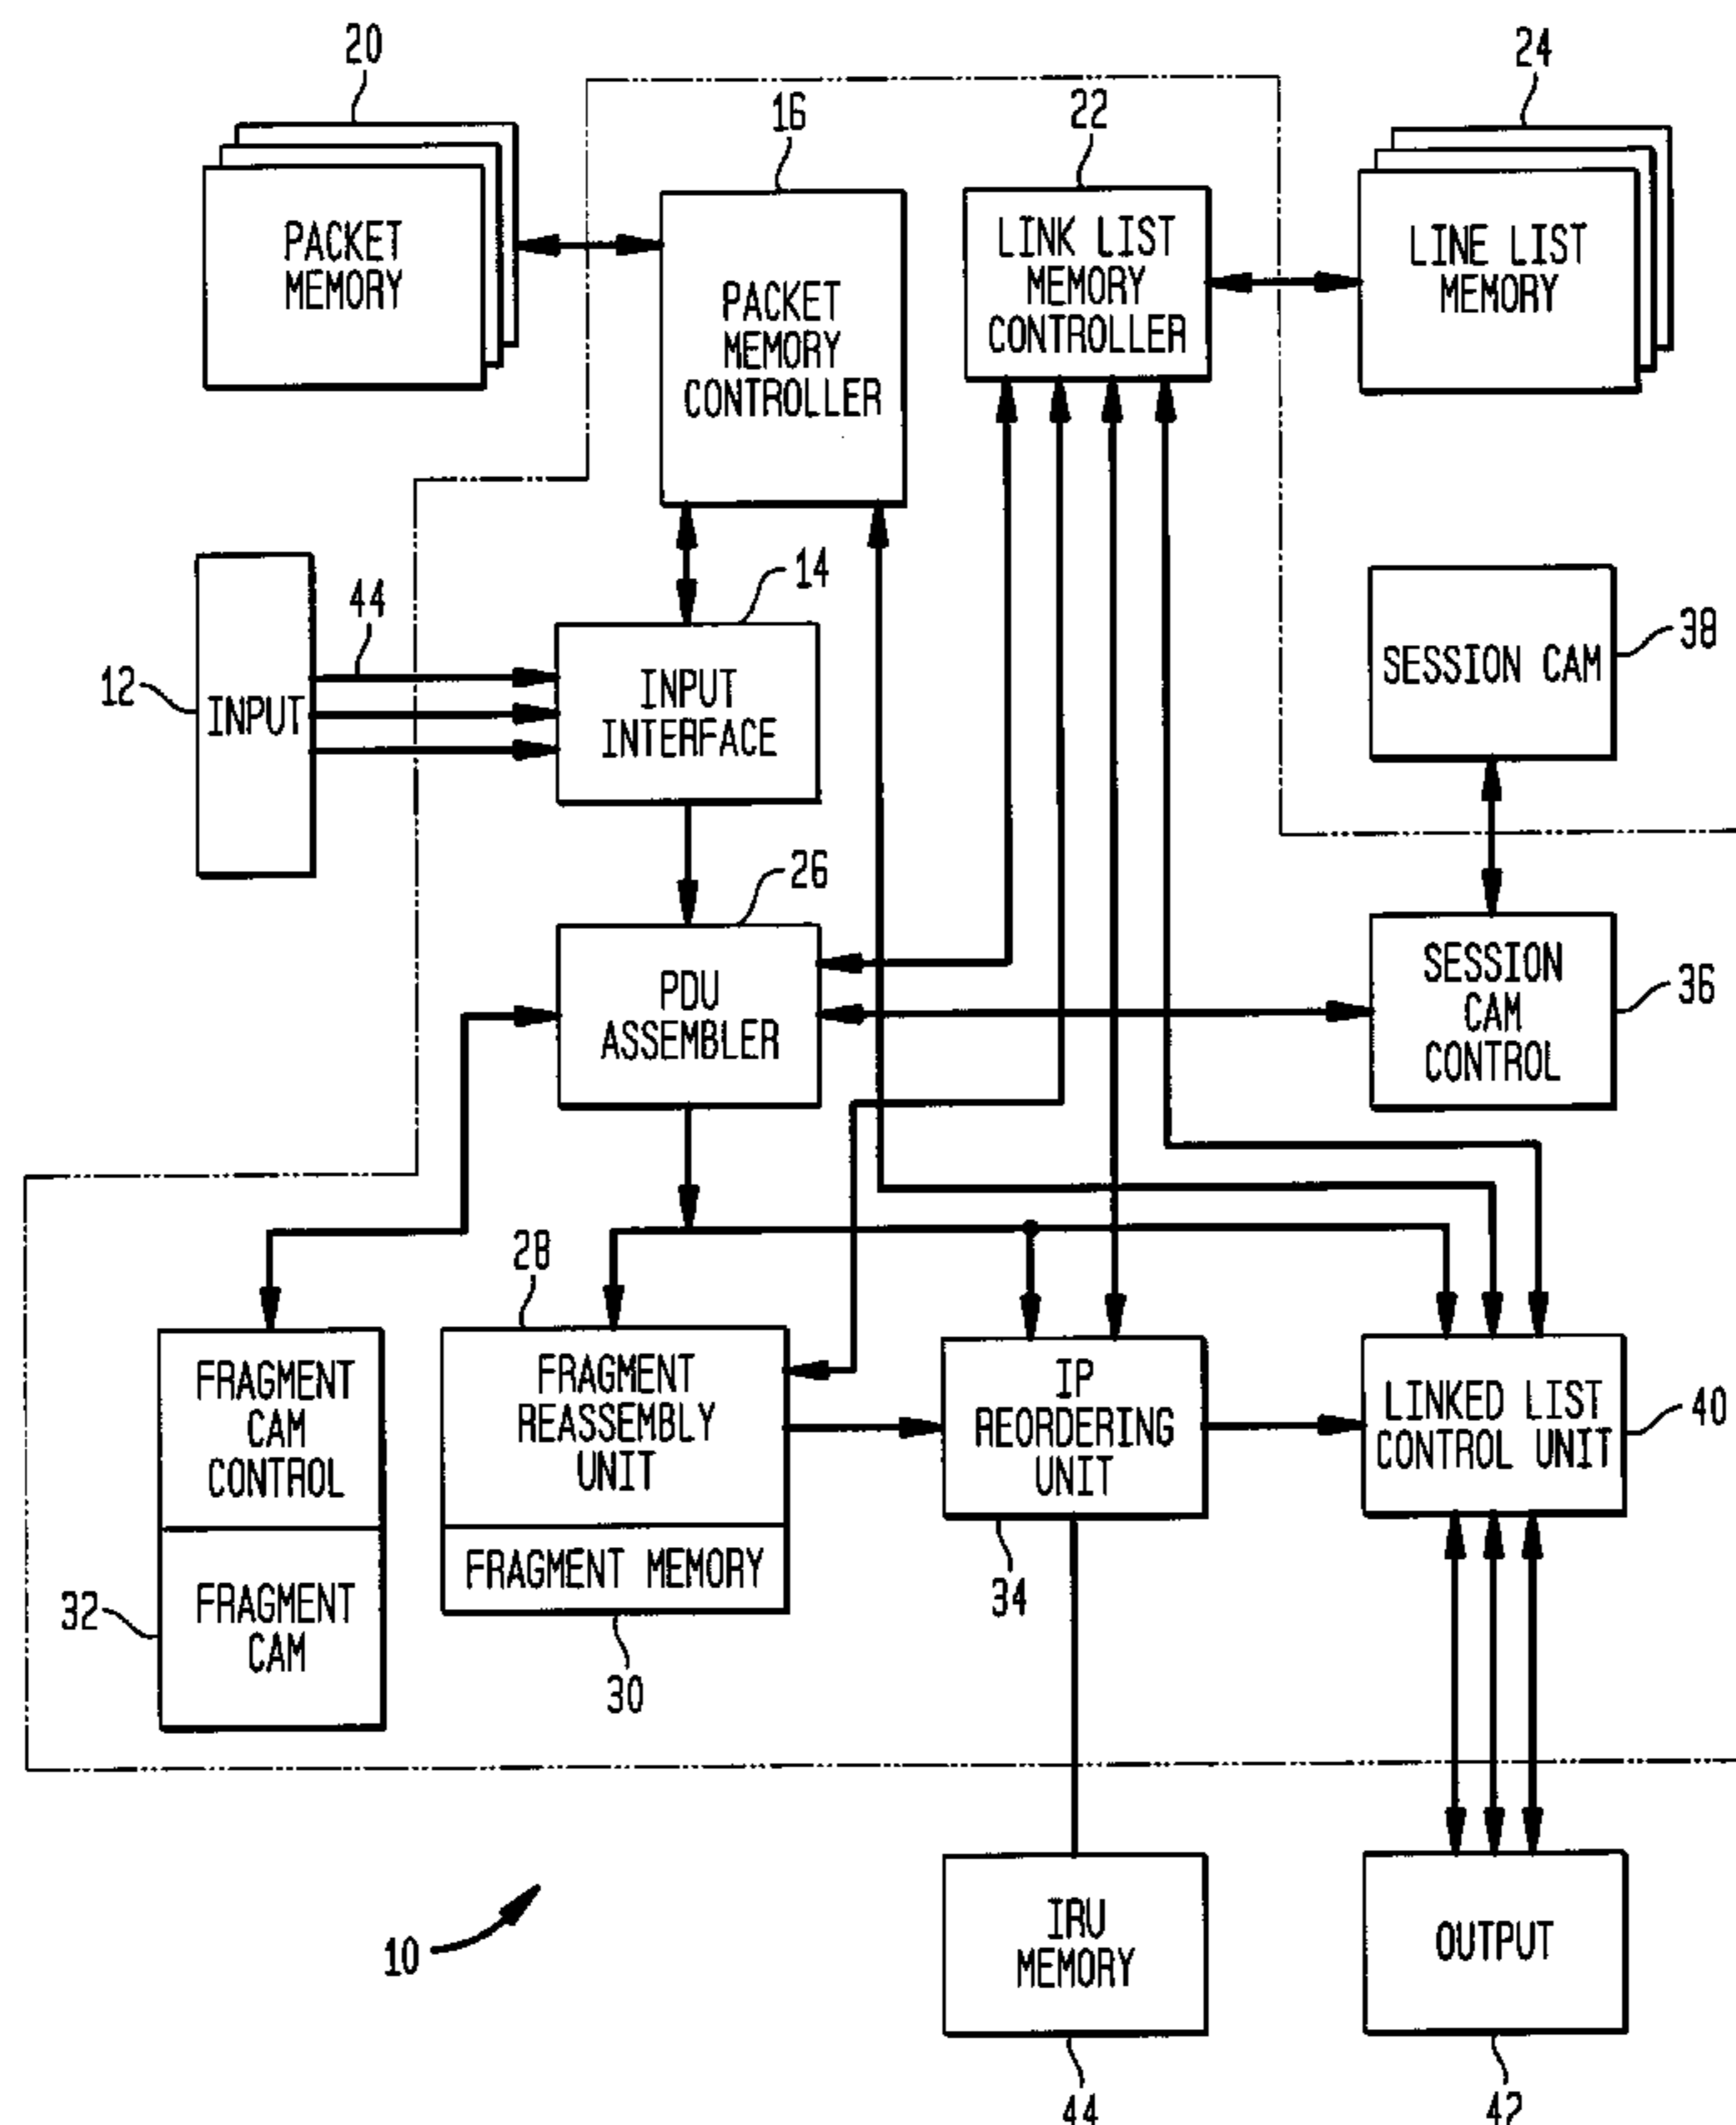 20
24
16
22
PACKET
MEMORY
PACKET
MEMORY
CONTROLLER
LINK LIST
MEMORY
CONTROLLER
LINE LIST
MEMORY
14
44
12
INPUT
INPUT
INTERFACE
SESSION CAM
38
26
PDU
ASSEMBLER
SESSION
CAM
CONTROL
36
28
FRAGMENT
CAM
CONTROL
FRAGMENT
REASSEMBLY
UNIT
IP
REORDERING
UNIT
LINKED LIST
CONTROL UNIT
40
32
FRAGMENT
CAM
FRAGMENT MEMORY
30
34
10
IRU
MEMORY
OUTPUT
44
42